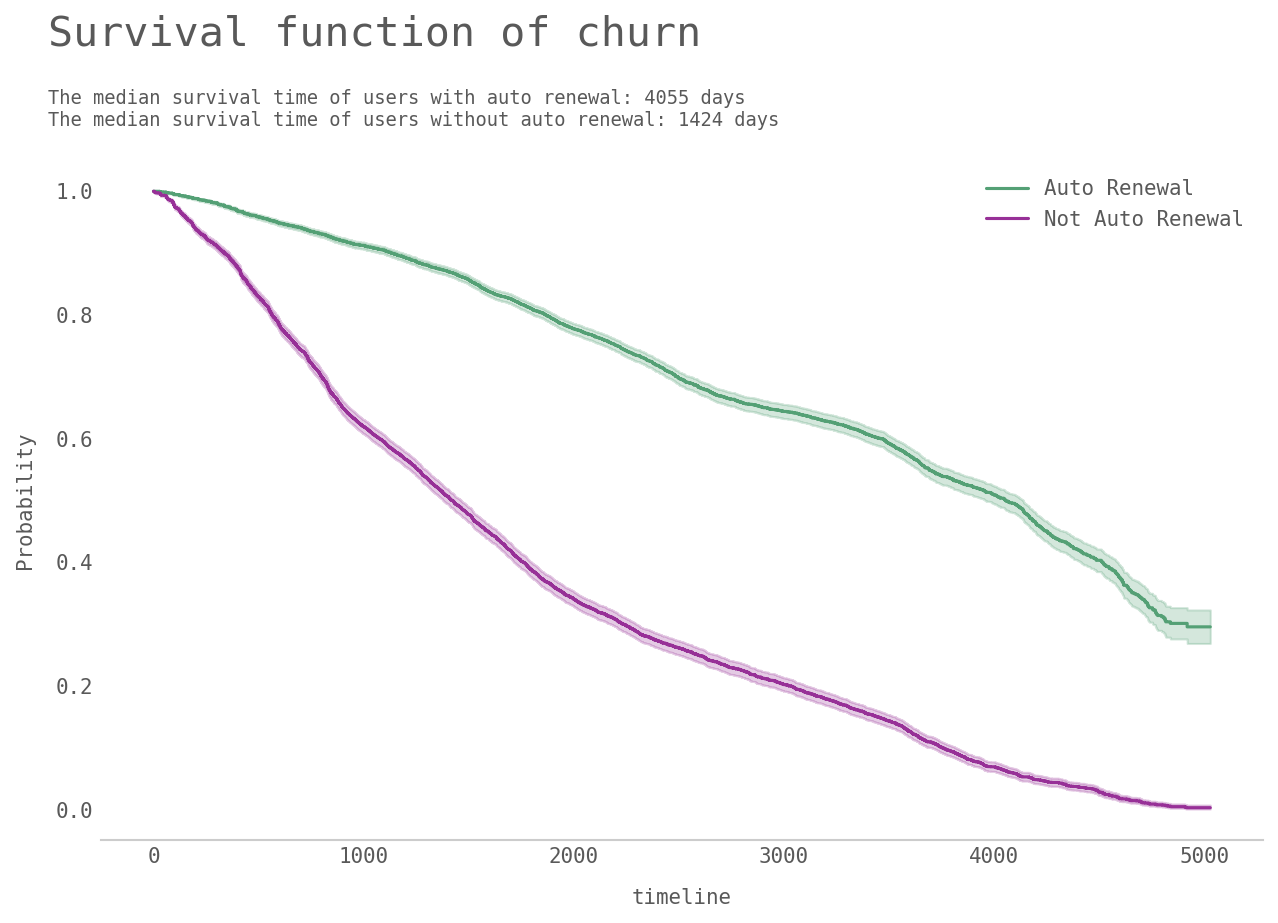 Survival function of churn
The median survival time of users with auto renewal: 4055 days
The median survival time of users without auto renewal: 1424 days
Auto Renewal
Not Auto Renewal
Probability
1.0
0.8
0.6
0.4
0.2
0.0
0 1000 2000 3000 4000 5000
timeline